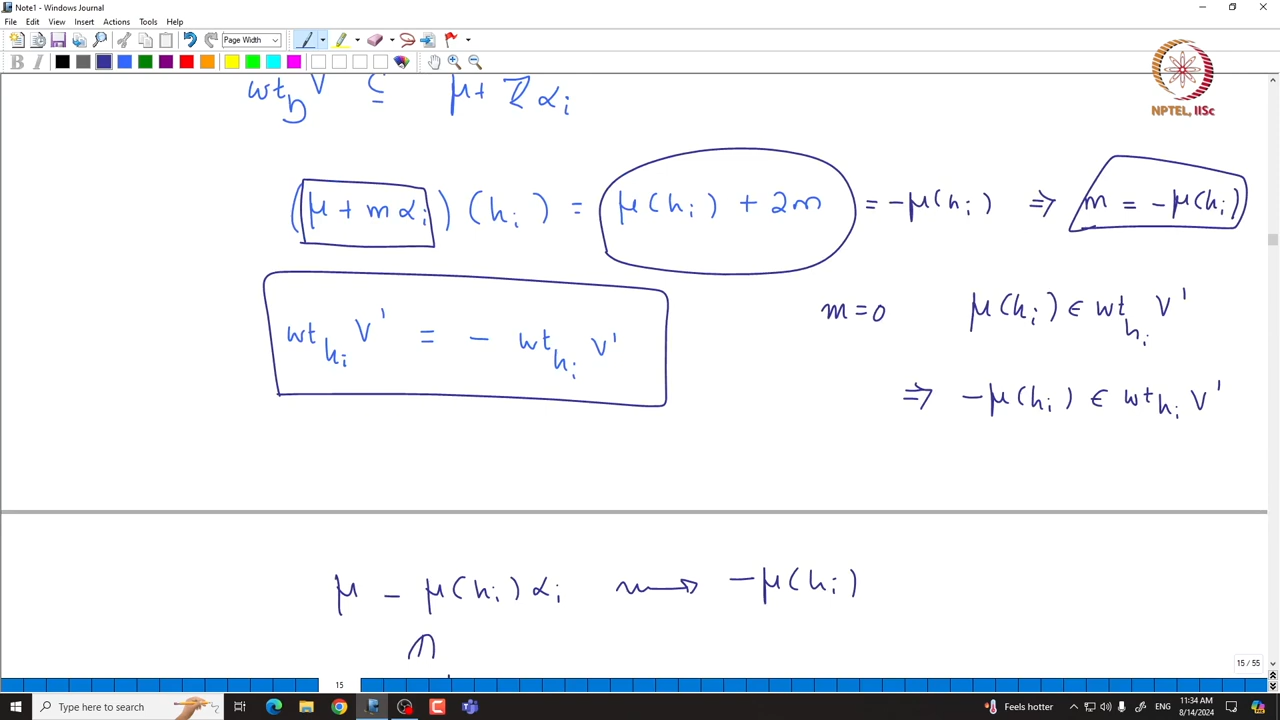 Note1 - Windows Journal
File Edit View Insert Actions Tools Help
Page Width
B I
NPTEL, IISc
wt_h V ⊆ μ + ℤ α_i
(μ + m α_i)(h_i) = μ(h_i) + 2m = -μ(h_i) ⇒ m = -μ(h_i)
m = 0 μ(h_i) ∈ wt_{h_i} V'
wt_{h_i} V' = - wt_{h_i} V'
⇒ -μ(h_i) ∈ wt_{h_i} V'
μ - μ(h_i) α_i ⟿ -μ(h_i)
15 / 55
15
Type here to search
Feels hotter
ENG
11:34 AM
8/14/2024